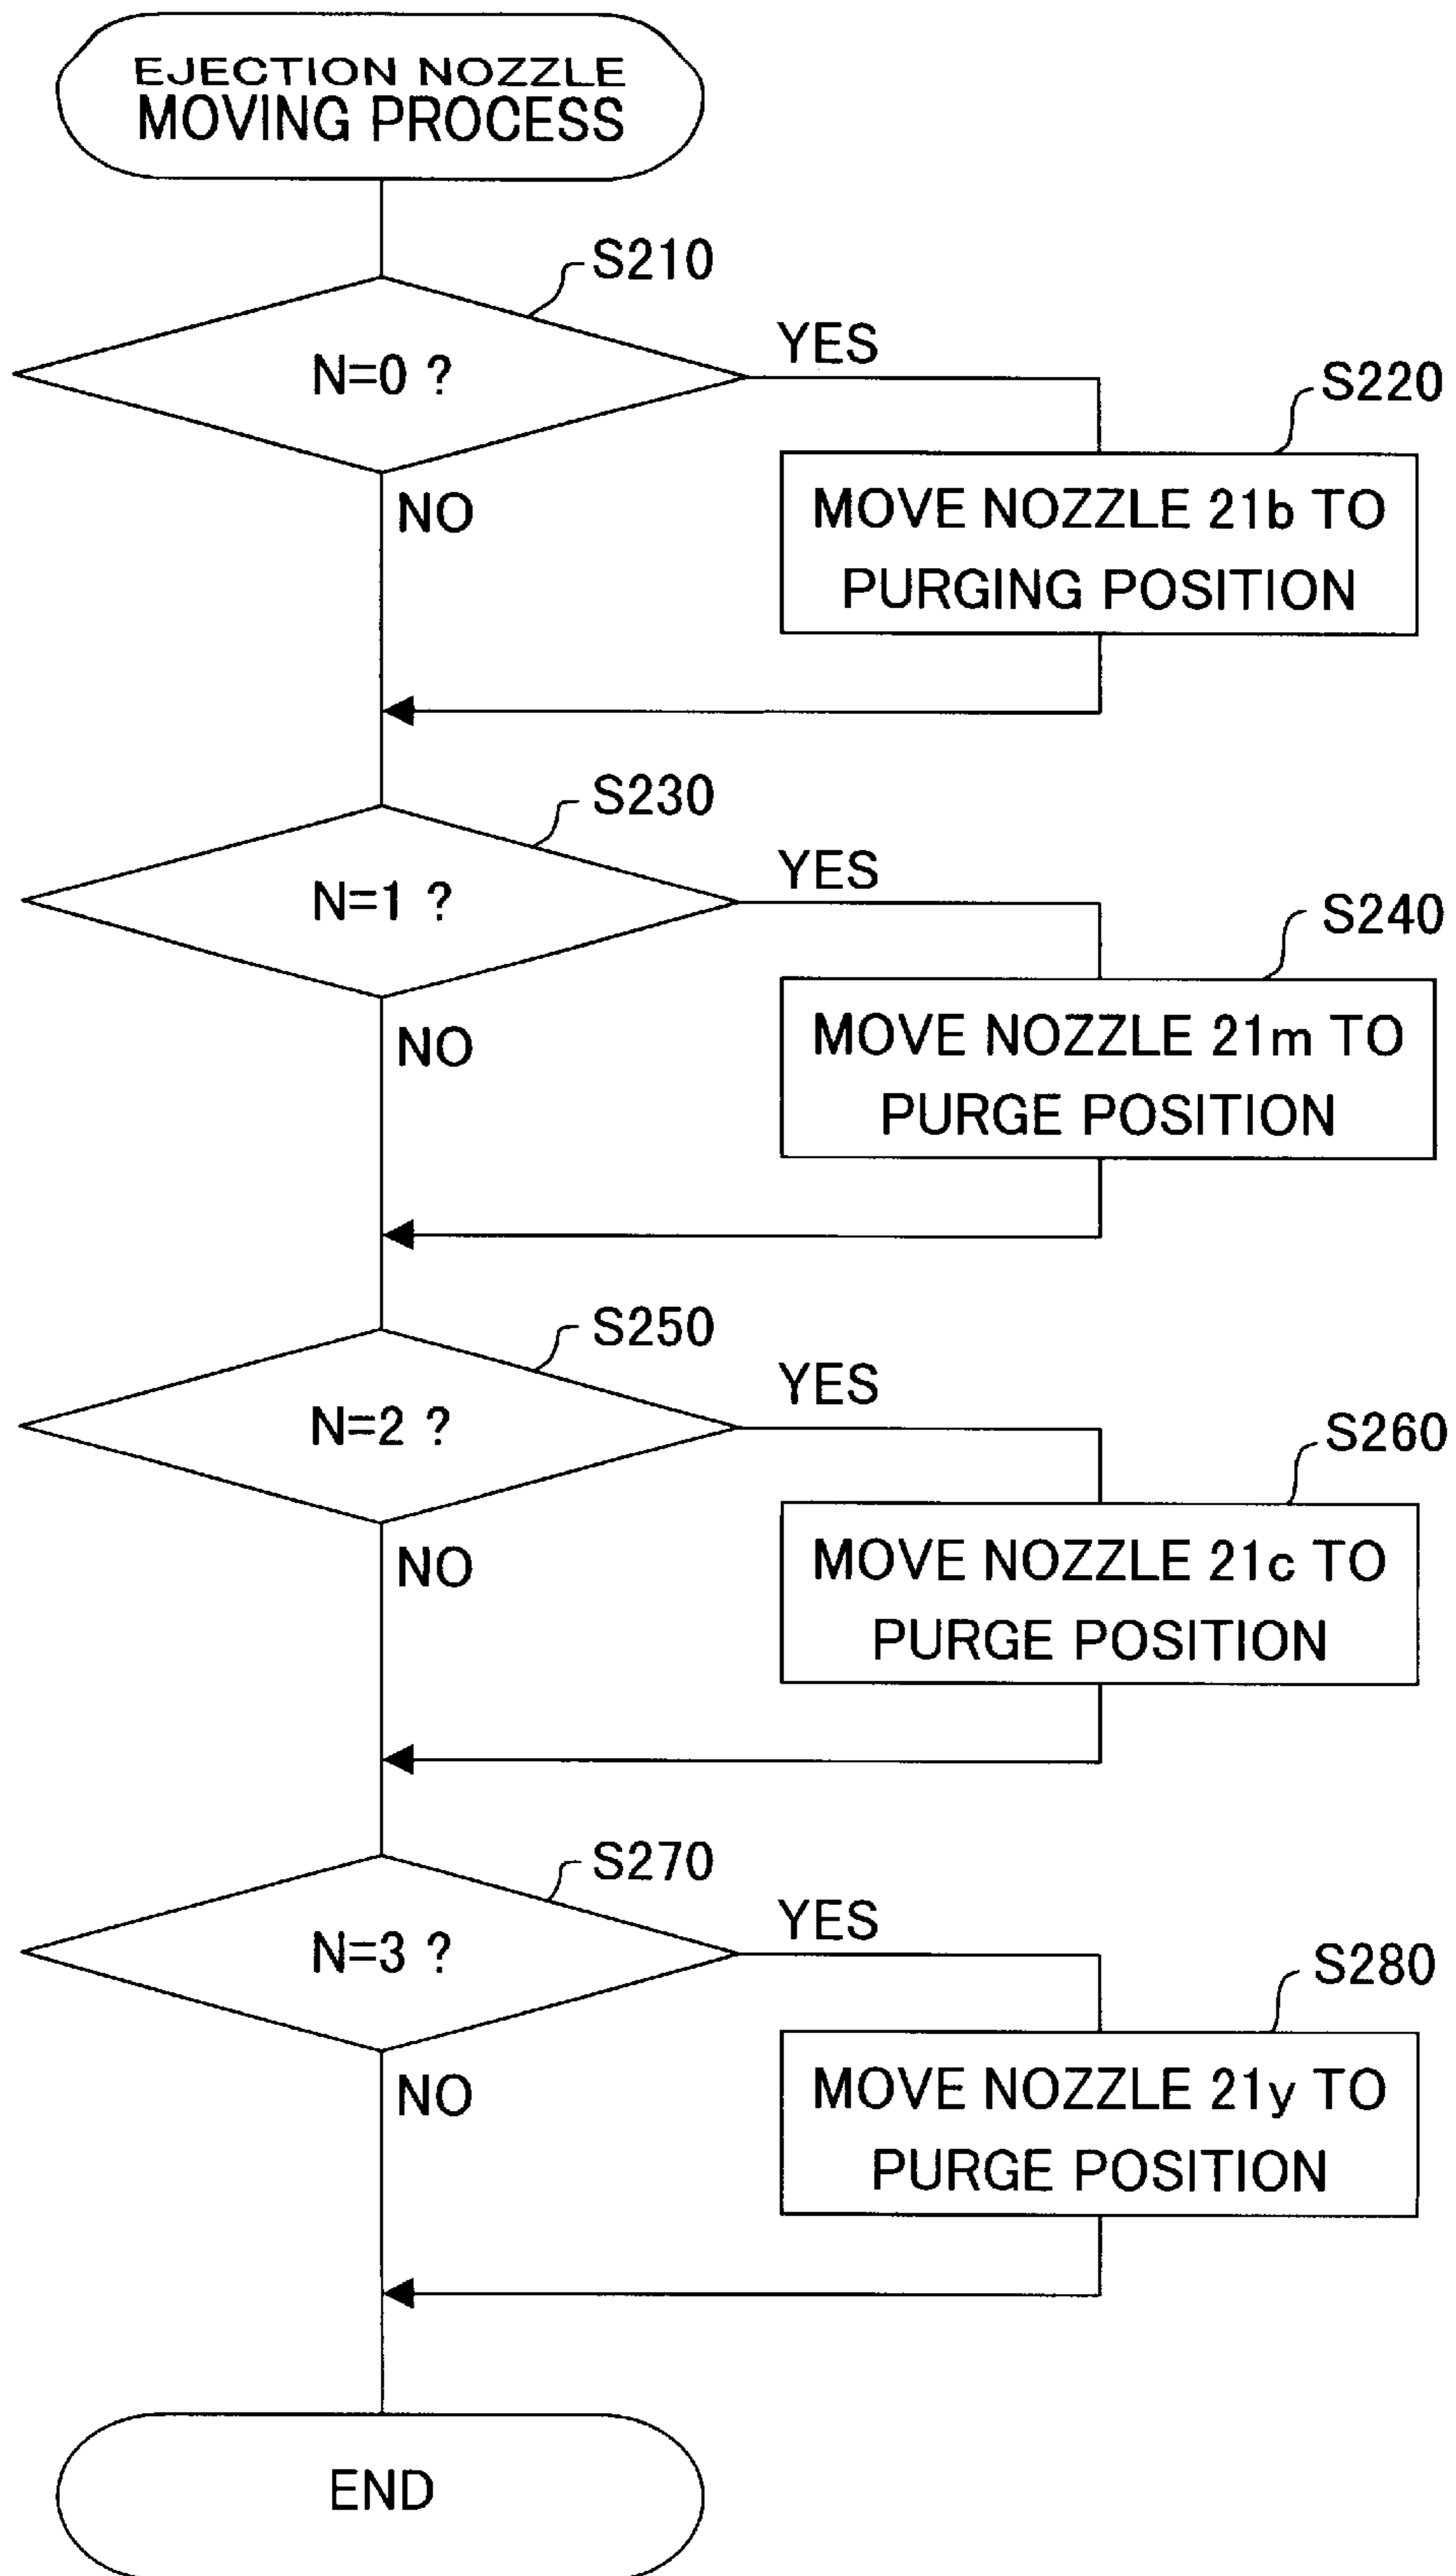 EJECTION NOZZLE
MOVING PROCESS
S210
N=0 ?
YES
S220
MOVE NOZZLE 21b TO
PURGING POSITION
NO
S230
N=1 ?
YES
S240
MOVE NOZZLE 21m TO
PURGE POSITION
NO
S250
N=2 ?
YES
S260
MOVE NOZZLE 21c TO
PURGE POSITION
NO
S270
N=3 ?
YES
S280
MOVE NOZZLE 21y TO
PURGE POSITION
NO
END